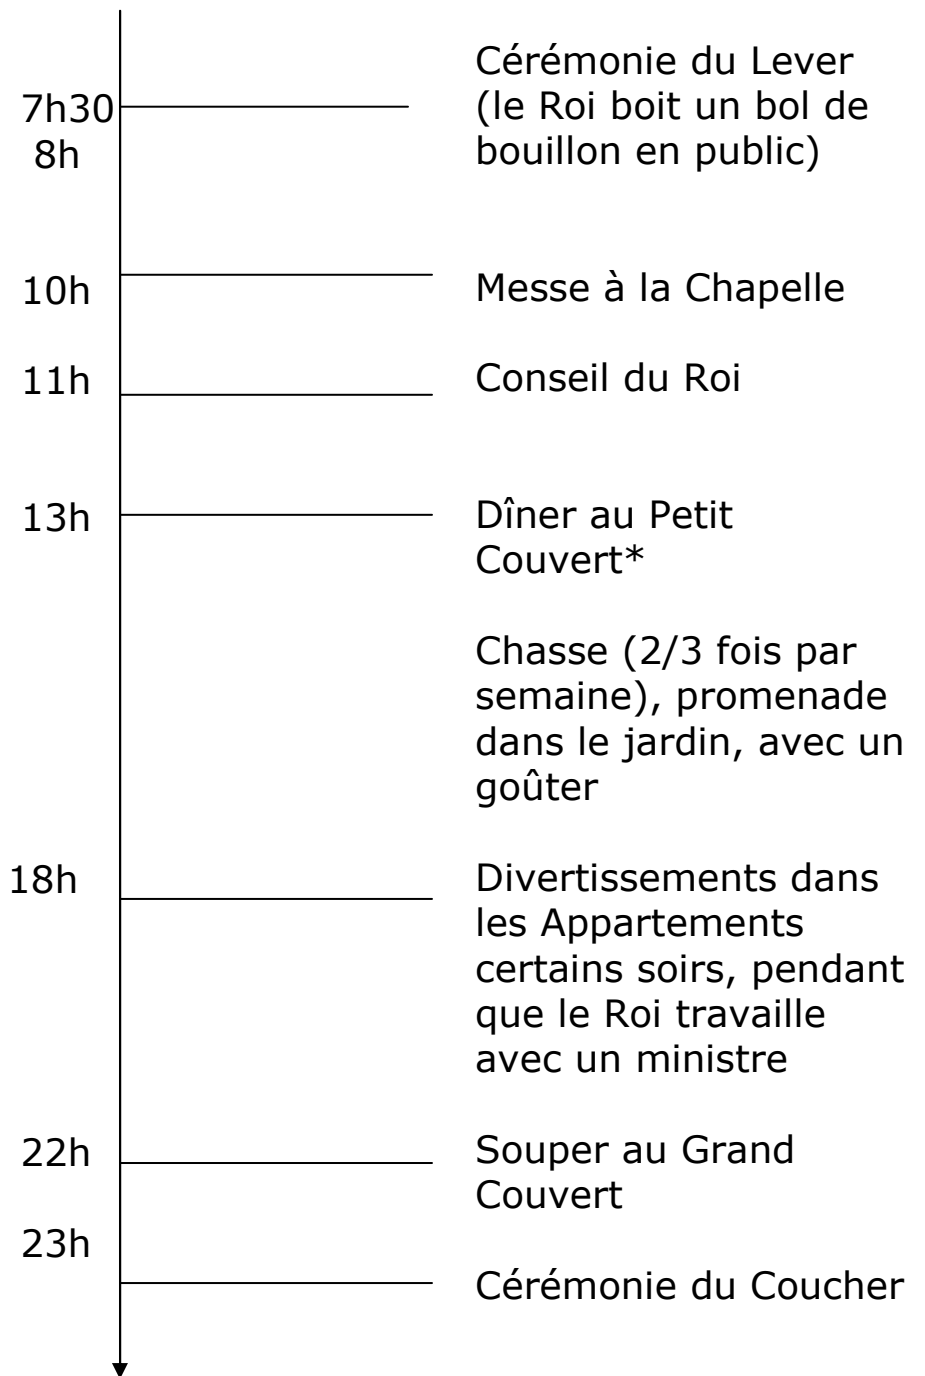 Cérémonie du Lever
7h30 (le Roi boit un bol de
8h bouillon en public)
10h Messe à la Chapelle
11h Conseil du Roi
13h Dîner au Petit
Couvert*
Chasse (2/3 fois par
semaine), promenade
dans le jardin, avec un
goûter
18h Divertissements dans
les Appartements
certains soirs, pendant
que le Roi travaille
avec un ministre
22h Souper au Grand
Couvert
23h
Cérémonie du Coucher